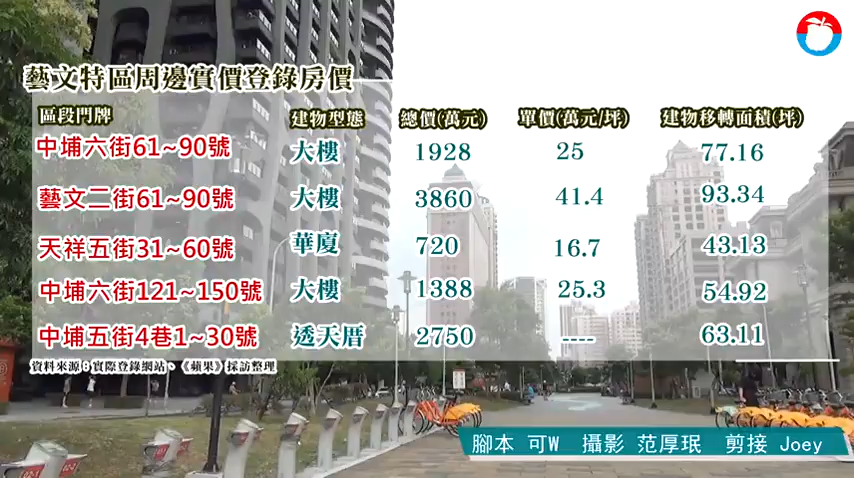 藝文特區周邊實價登錄房價
區段門牌 建物型態 總價(萬元) 單價(萬元/坪) 建物移轉面積(坪)
中埔六街61~90號 大樓 1928 25 77.16
藝文二街61~90號 大樓 3860 41.4 93.34
天祥五街31~60號 華廈 720 16.7 43.13
中埔六街121~150號 大樓 1388 25.3 54.92
中埔五街4巷1~30號 透天厝 2750 ---- 63.11
資料來源：實際登錄網站、《蘋果》採訪整理
腳本 可W 攝影 范厚珉 剪接 Joey